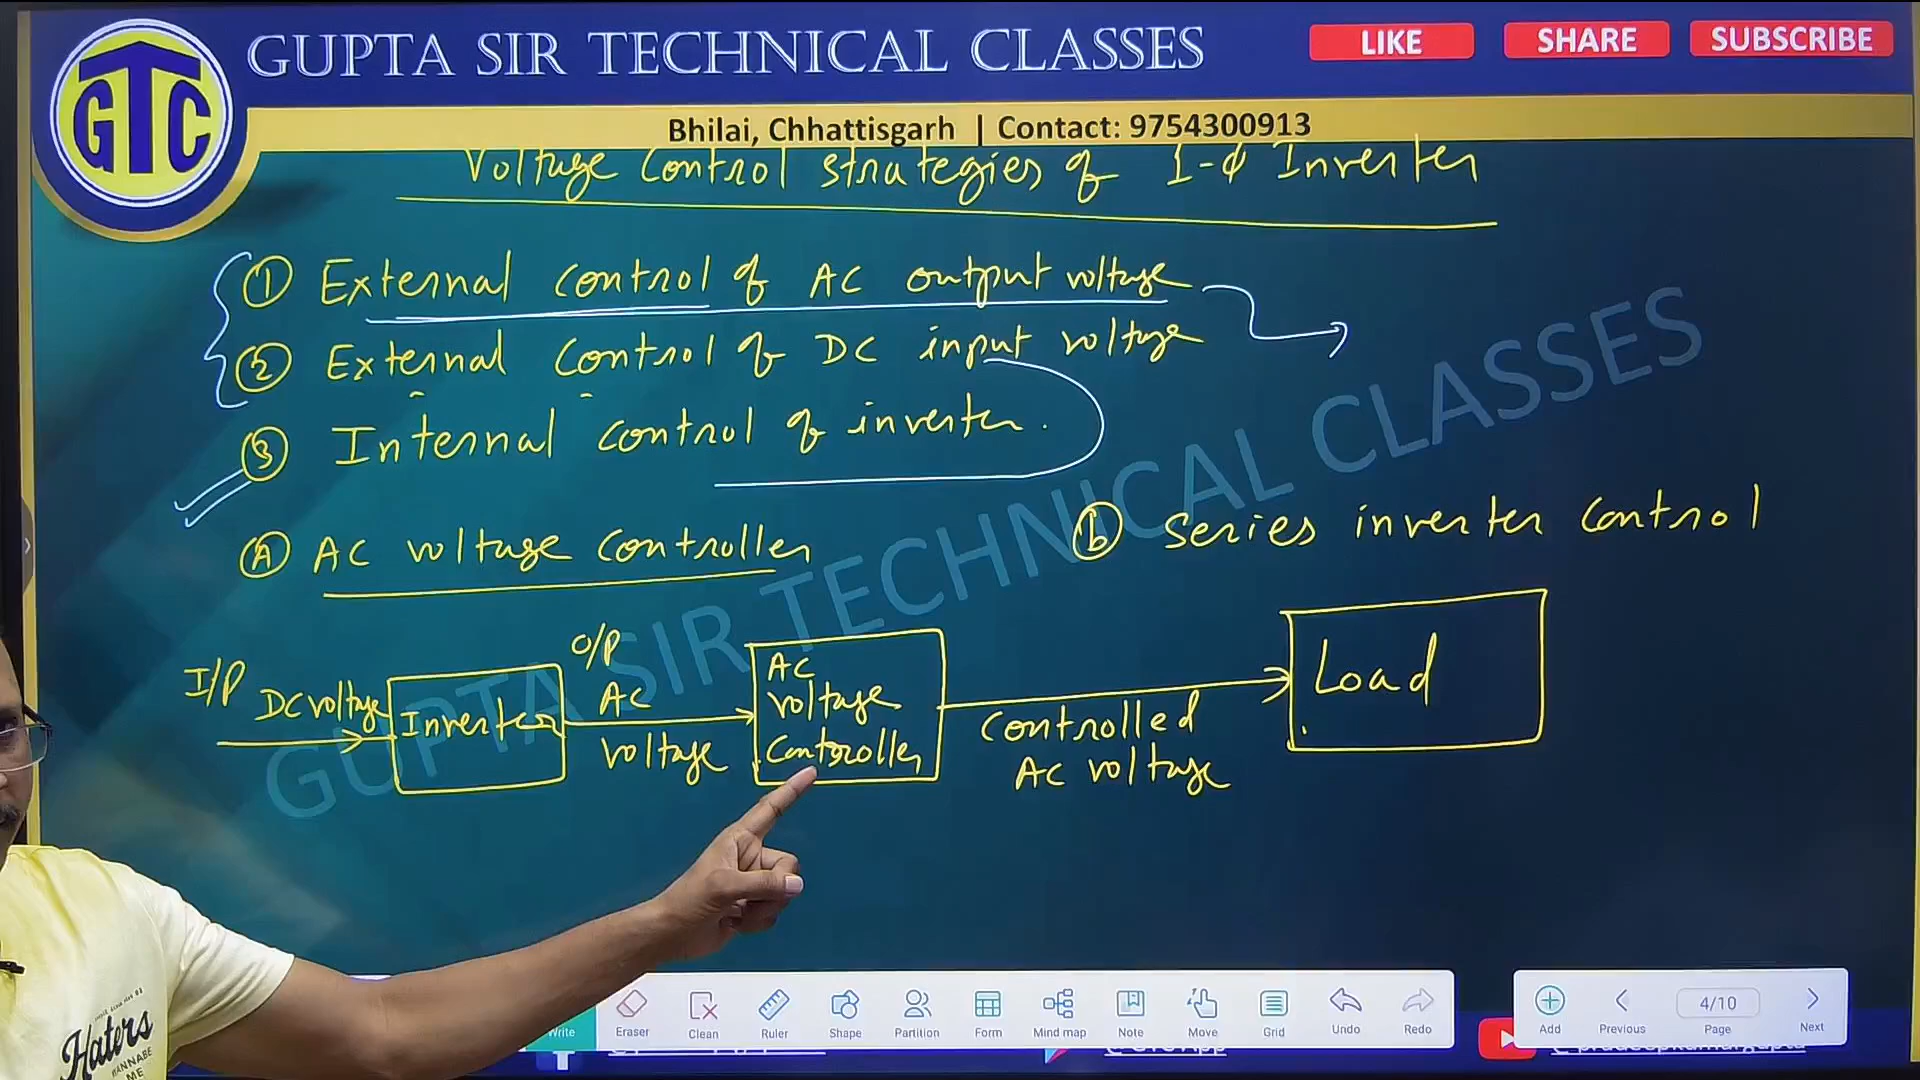 GTC
GUPTA SIR TECHNICAL CLASSES
LIKE
SHARE
SUBSCRIBE
Bhilai, Chhattisgarh | Contact: 9754300913
Voltage Control Strategies of 1-ϕ Inverter
① External control of AC output voltage
② External control of DC input voltage
③ Internal control of inverter.
Ⓐ AC voltage controller
ⓑ Series inverter control
I/P
DC voltage
Inverter
O/P
AC
voltage
AC
voltage
controller
Controlled
AC voltage
Load
GUPTA SIR TECHNICAL CLASSES
Haters
WANNABE
ME
Write
Eraser
Clean
Ruler
Shape
Partition
Form
Mind map
Note
Move
Grid
Undo
Redo
Add
Previous
4/10
Page
Next